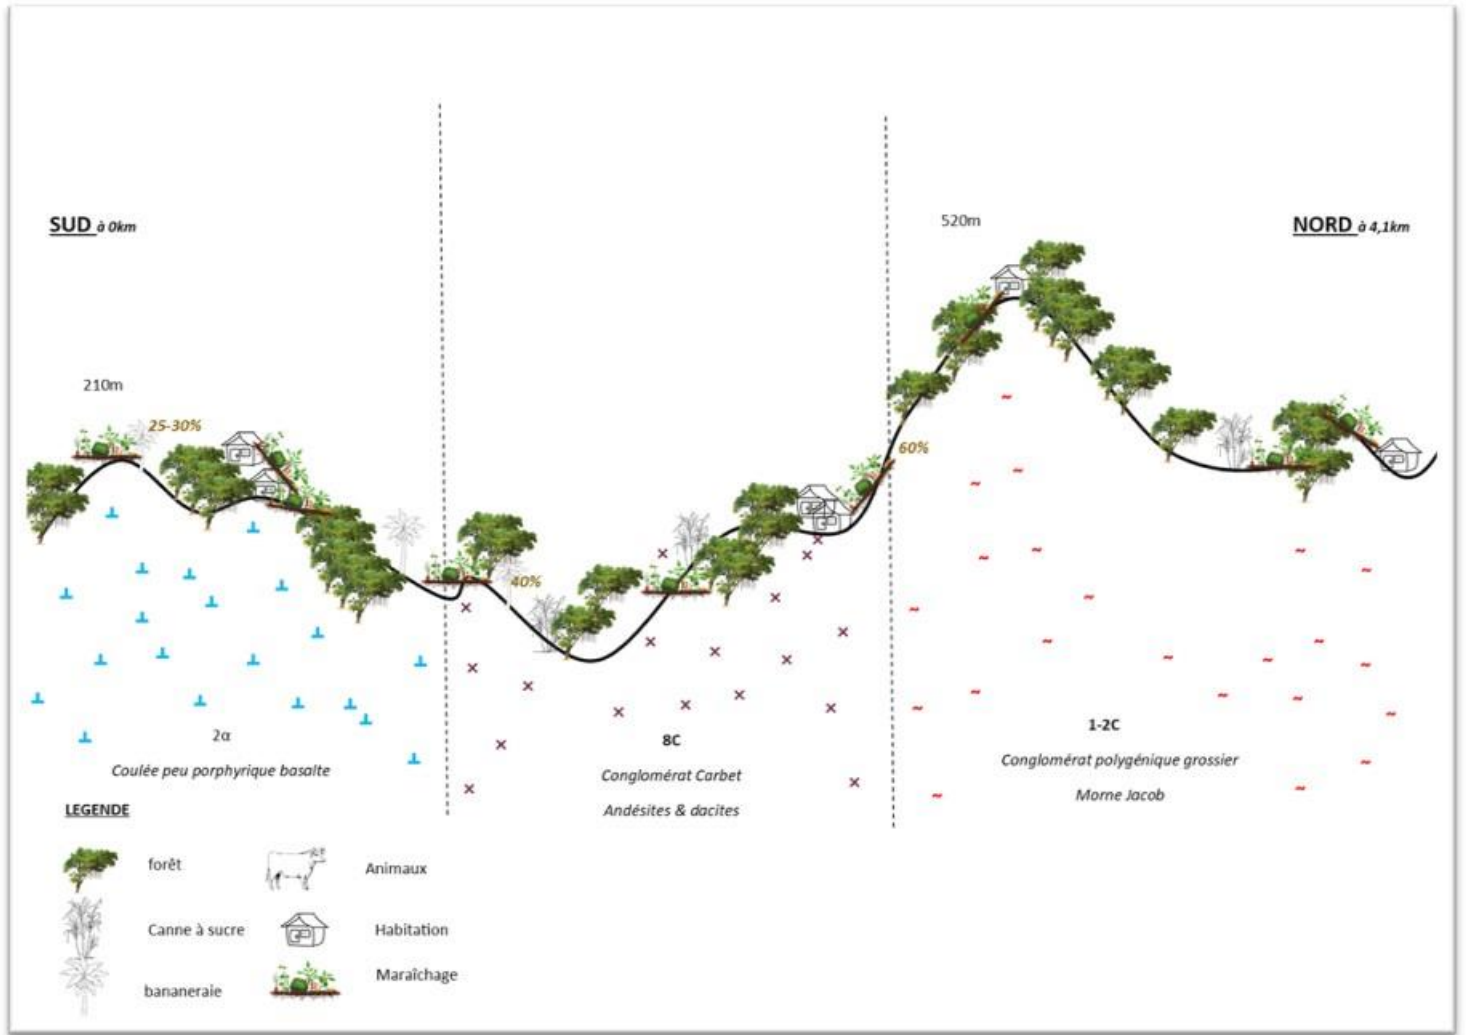 SUD à 0km
520m
NORD à 4,1km
210m
25-30%
60%
40%
2α
Coulée peu porphyrique basalte
8C
Conglomérat Carbet
Andésites & dacites
1-2C
Conglomérat polygénique grossier
Morne Jacob
LEGENDE
forêt
Animaux
Canne à sucre
Habitation
bananeraie
Maraîchage